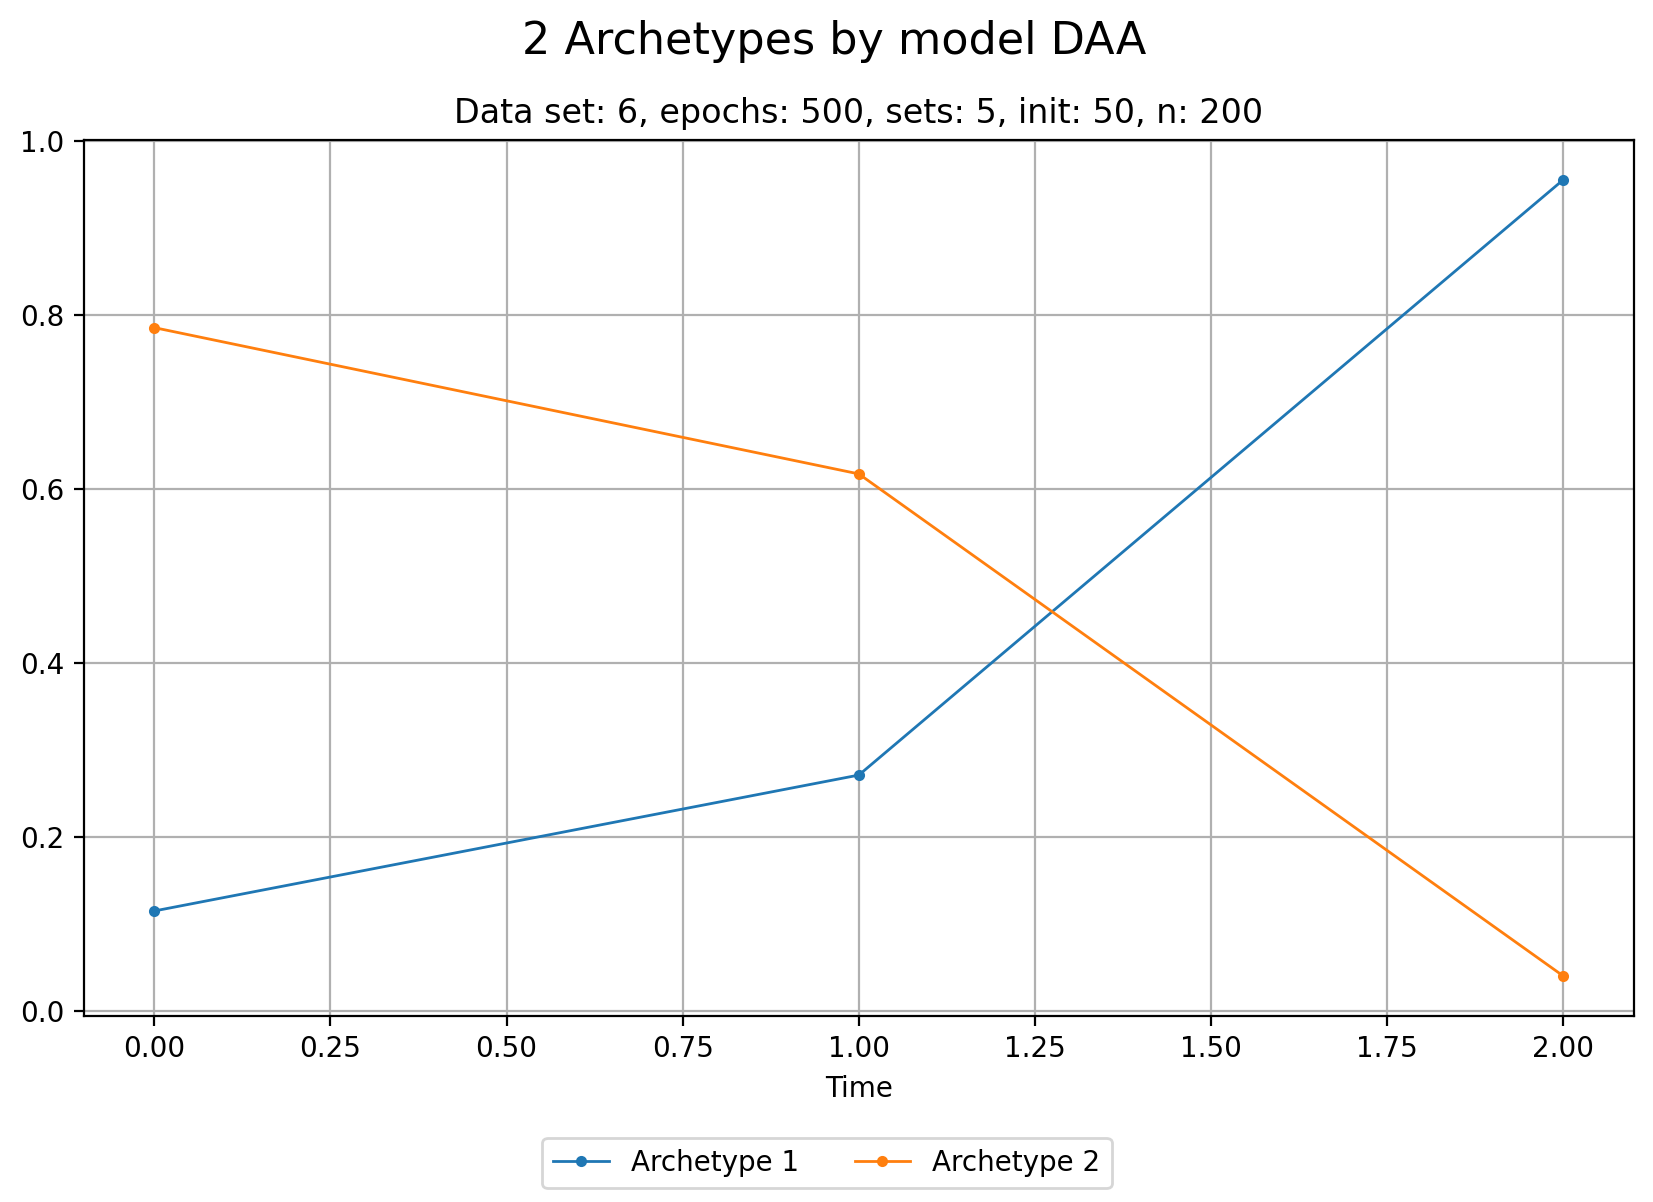 2 Archetypes by model DAA
Data set: 6, epochs: 500, sets: 5, init: 50, n: 200
1.0
0.8
0.6
0.4
0.2
0.0
0.00 0.25 0.50 0.75 1.00 1.25 1.50 1.75 2.00
Time
Archetype 1 Archetype 2